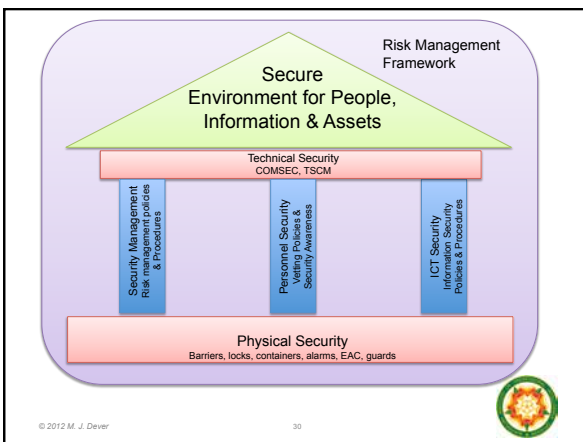 Risk Management
Framework
Secure
Environment for People,
Information & Assets
Technical Security
COMSEC, TSCM
Security Management
Risk management policies
& Procedures
Personnel Security
Vetting Policies &
Security Awareness
ICT Security
Information Security
Policies & Procedures
Physical Security
Barriers, locks, containers, alarms, EAC, guards
© 2012 M. J. Dever
30